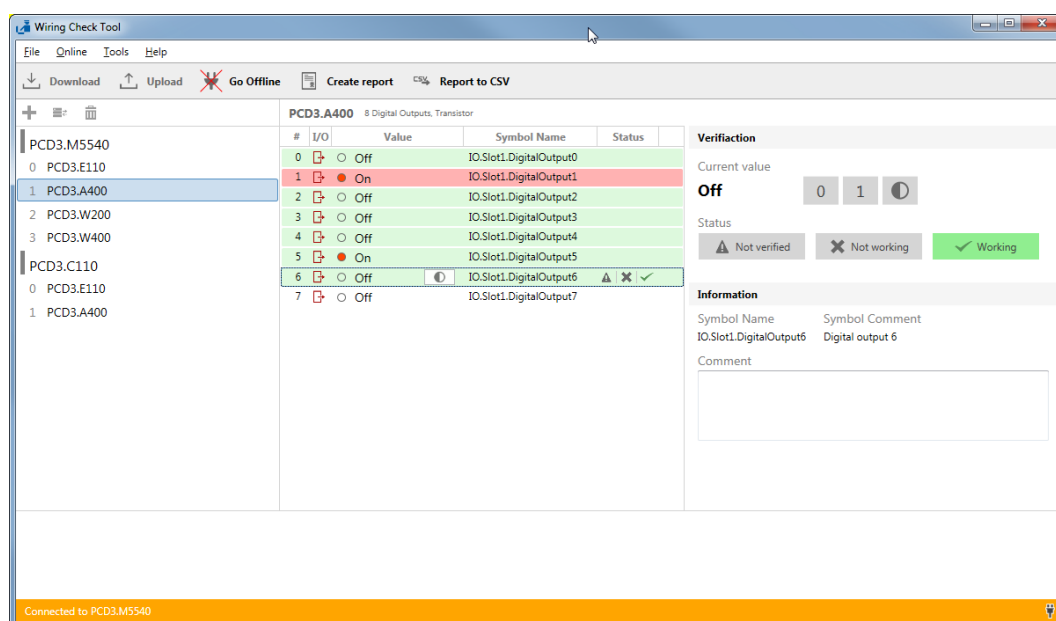 Wiring Check Tool
File Online Tools Help
Download Upload Go Offline Create report CSV Report to CSV
PCD3.M5540
0 PCD3.E110
1 PCD3.A400
2 PCD3.W200
3 PCD3.W400
PCD3.C110
0 PCD3.E110
1 PCD3.A400
PCD3.A400 8 Digital Outputs, Transistor
# I/O Value Symbol Name Status
0 Off IO.Slot1.DigitalOutput0
1 On IO.Slot1.DigitalOutput1
2 Off IO.Slot1.DigitalOutput2
3 Off IO.Slot1.DigitalOutput3
4 Off IO.Slot1.DigitalOutput4
5 On IO.Slot1.DigitalOutput5
6 Off IO.Slot1.DigitalOutput6
7 Off IO.Slot1.DigitalOutput7
Verifiaction
Current value
Off 0 1
Status
Not verified Not working Working
Information
Symbol Name Symbol Comment
IO.Slot1.DigitalOutput6 Digital output 6
Comment
Connected to PCD3.M5540